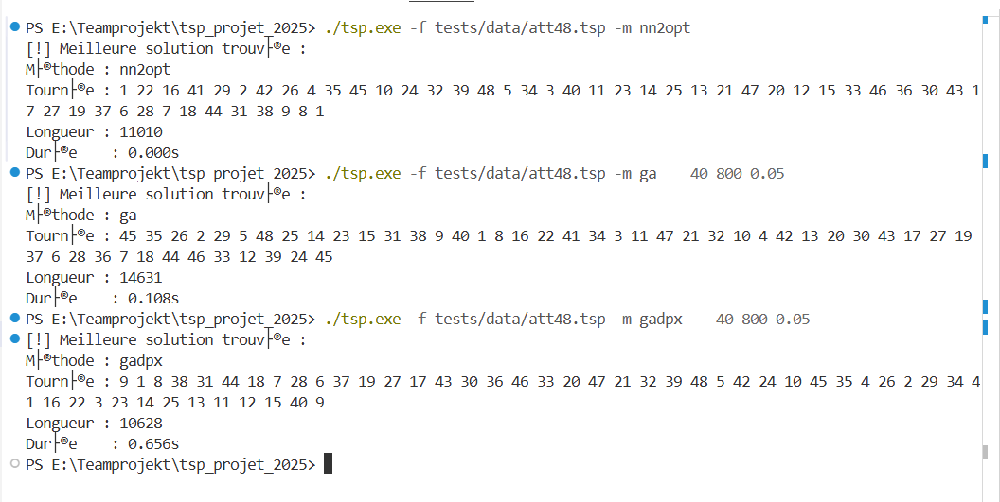 PS E:\Teamprojekt\tsp_projet_2025> ./tsp.exe -f tests/data/att48.tsp -m nn2opt
[!] Meilleure solution trouv├®e :
M├®thode : nn2opt
Tourn├®e : 1 22 16 41 29 2 42 26 4 35 45 10 24 32 39 48 5 34 3 40 11 23 14 25 13 21 47 20 12 15 33 46 36 30 43 1
7 27 19 37 6 28 7 18 44 31 38 9 8 1
Longueur : 11010
Dur├®e    : 0.000s
PS E:\Teamprojekt\tsp_projet_2025> ./tsp.exe -f tests/data/att48.tsp -m ga    40 800 0.05
[!] Meilleure solution trouv├®e :
M├®thode : ga
Tourn├®e : 45 35 26 2 29 5 48 25 14 23 15 31 38 9 40 1 8 16 22 41 34 3 11 47 21 32 10 4 42 13 20 30 43 17 27 19
37 6 28 36 7 18 44 46 33 12 39 24 45
Longueur : 14631
Dur├®e    : 0.108s
PS E:\Teamprojekt\tsp_projet_2025> ./tsp.exe -f tests/data/att48.tsp -m gadpx    40 800 0.05
[!] Meilleure solution trouv├®e :
M├®thode : gadpx
Tourn├®e : 9 1 8 38 31 44 18 7 28 6 37 19 27 17 43 30 36 46 33 20 47 21 32 39 48 5 42 24 10 45 35 4 26 2 29 34 4
1 16 22 3 23 14 25 13 11 12 15 40 9
Longueur : 10628
Dur├®e    : 0.656s
PS E:\Teamprojekt\tsp_projet_2025>